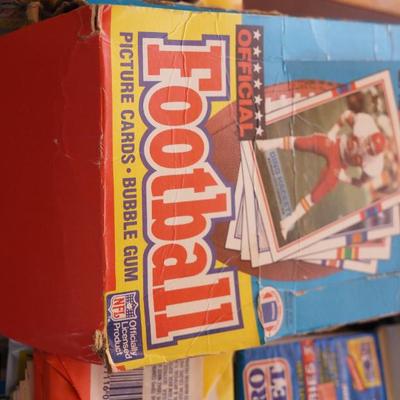 OFFICIAL
Football
PICTURE CARDS • BUBBLE GUM
NFL
Officially
Licensed
Product